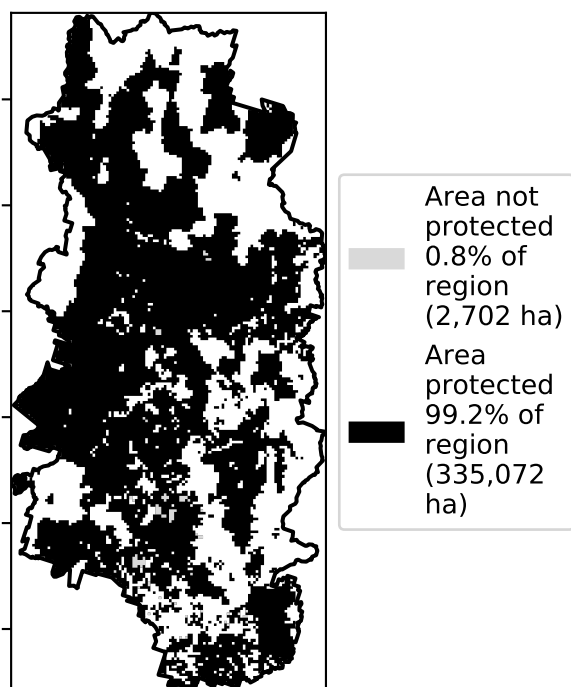 Area not
protected
0.8% of
region
(2,702 ha)
Area
protected
99.2% of
region
(335,072
ha)